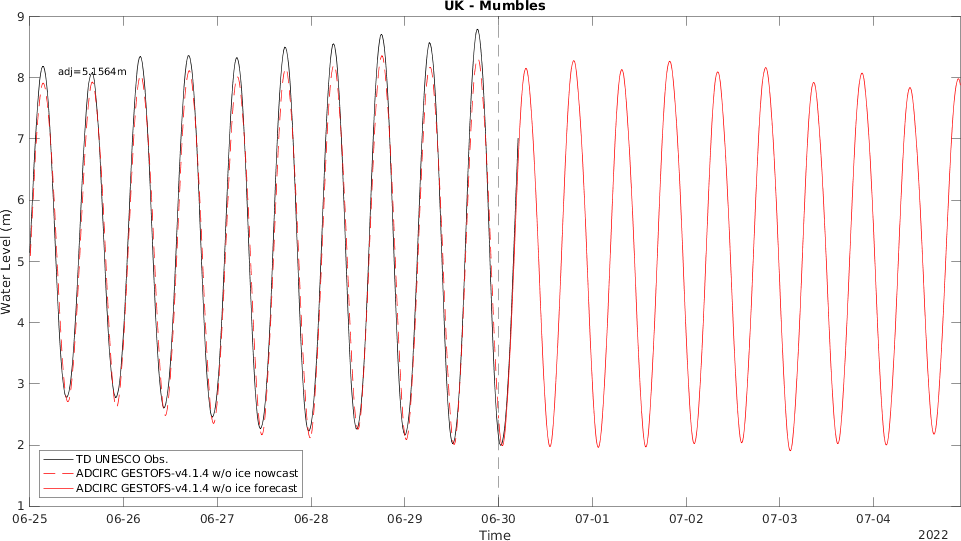 UK - Mumbles
adj=5.1564m
9
8
7
6
5
4
3
2
1
Water Level (m)
TD UNESCO Obs.
ADCIRC GESTOFS-v4.1.4 w/o ice nowcast
ADCIRC GESTOFS-v4.1.4 w/o ice forecast
06-25 06-26 06-27 06-28 06-29 06-30 07-01 07-02 07-03 07-04
Time
2022